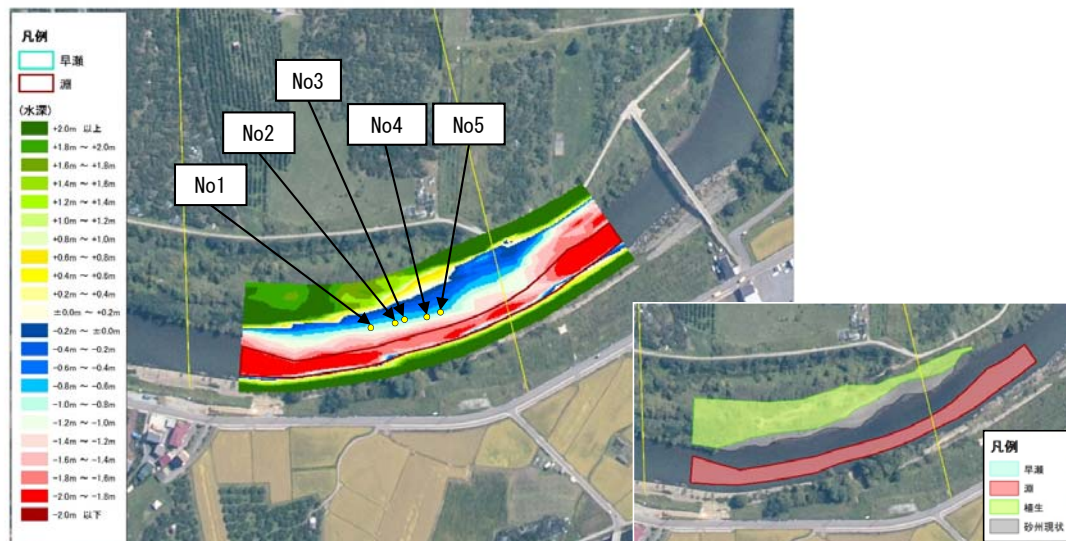 凡例
早瀬
淵
(水深)
+2.0m 以上
+1.8m ～ +2.0m
+1.6m ～ +1.8m
+1.4m ～ +1.6m
+1.2m ～ +1.4m
+1.0m ～ +1.2m
+0.8m ～ +1.0m
+0.6m ～ +0.8m
+0.4m ～ +0.6m
+0.2m ～ +0.4m
±0.0m ～ +0.2m
-0.2m ～ ±0.0m
-0.4m ～ -0.2m
-0.6m ～ -0.4m
-0.8m ～ -0.6m
-1.0m ～ -0.8m
-1.2m ～ -1.0m
-1.4m ～ -1.2m
-1.6m ～ -1.4m
-1.8m ～ -1.6m
-2.0m ～ -1.8m
-2.0m 以下
No1
No2
No3
No4
No5
凡例
早瀬
淵
植生
砂州現状